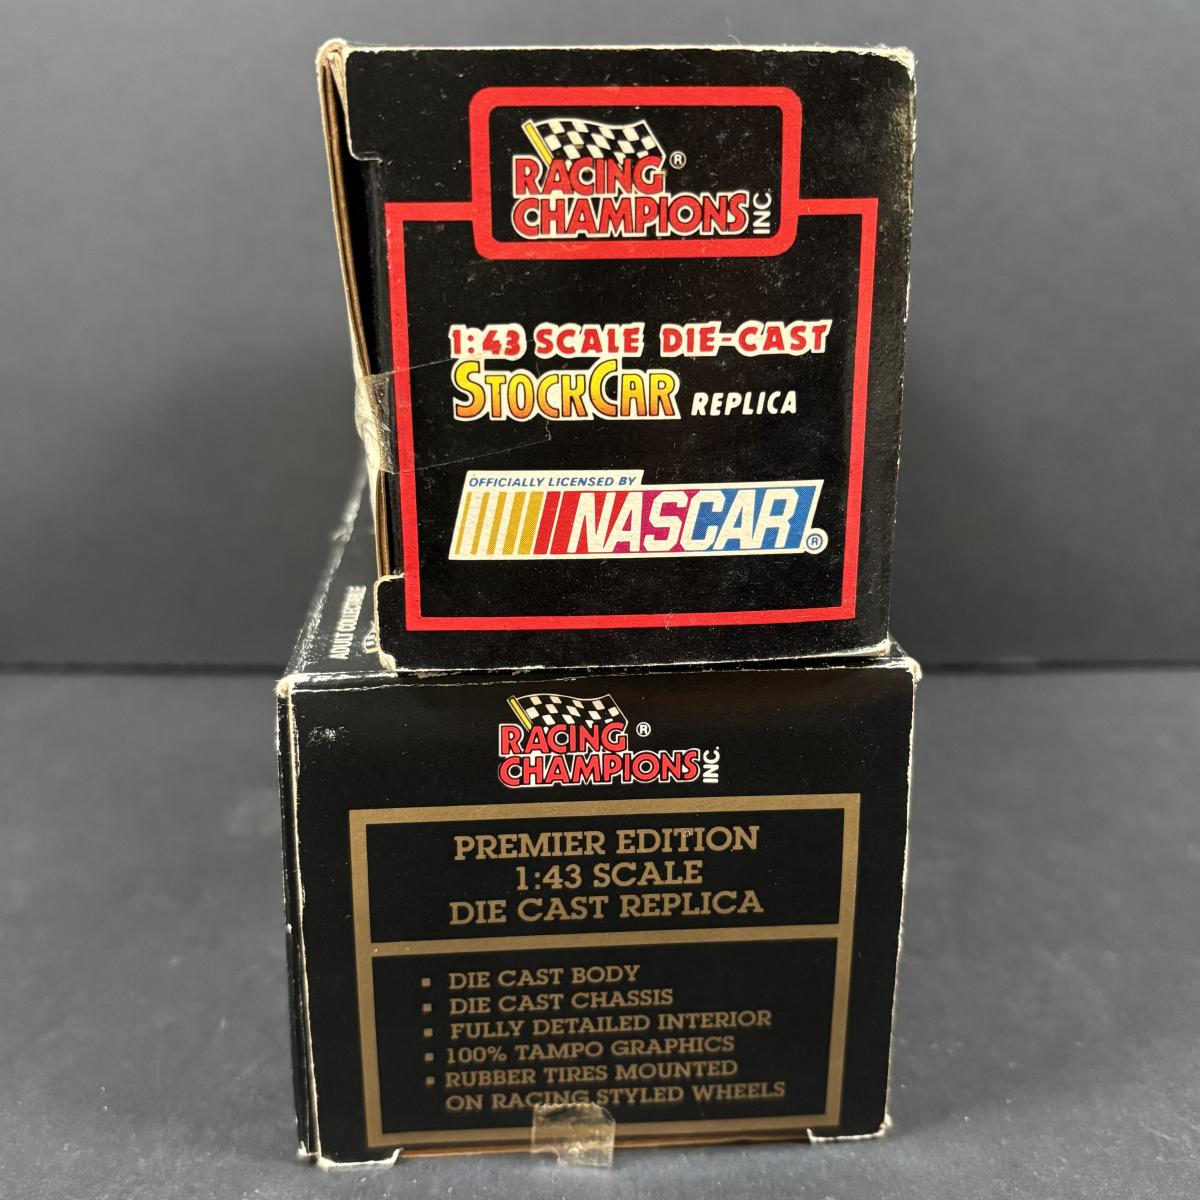 RACING ®
CHAMPIONS INC.
1:43 SCALE DIE-CAST
STOCKCAR REPLICA
OFFICIALLY LICENSED BY
NASCAR ®
ADULT COLLECTIBLE
RACING ®
CHAMPIONS INC.
PREMIER EDITION
1:43 SCALE
DIE CAST REPLICA
▪ DIE CAST BODY
▪ DIE CAST CHASSIS
▪ FULLY DETAILED INTERIOR
▪ 100% TAMPO GRAPHICS
▪ RUBBER TIRES MOUNTED
ON RACING STYLED WHEELS